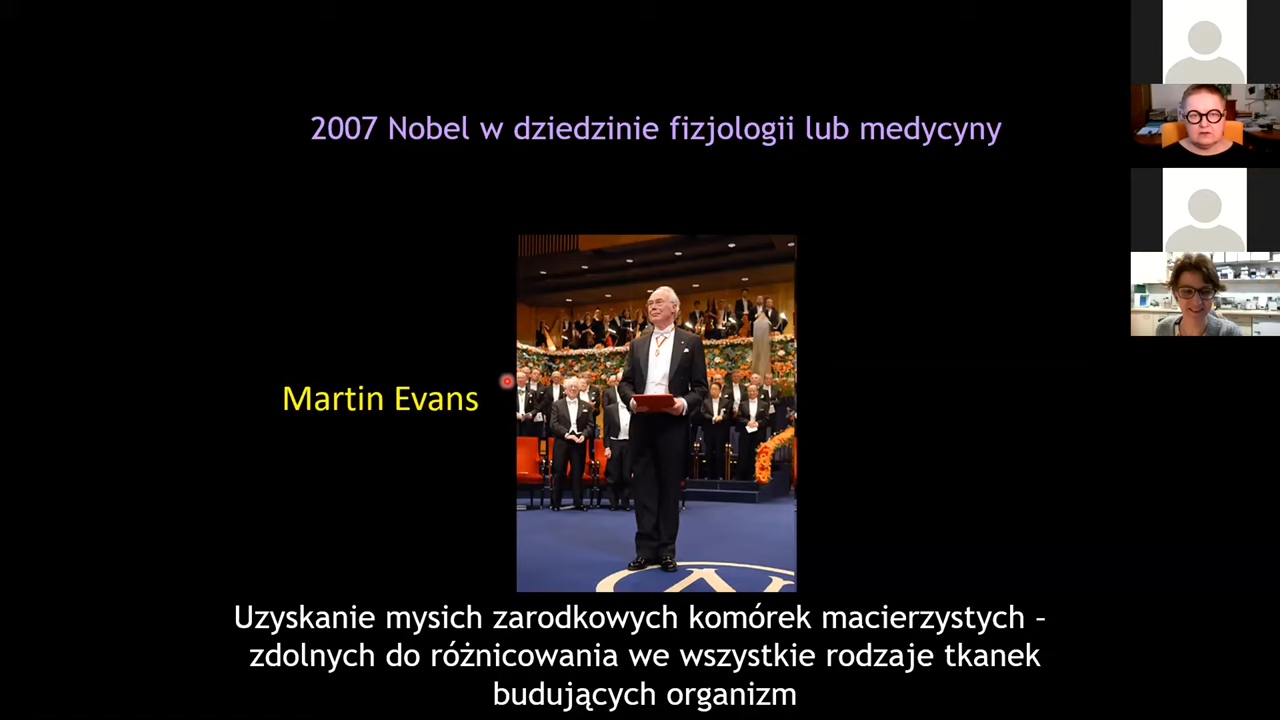 2007 Nobel w dziedzinie fizjologii lub medycyny
Martin Evans
Uzyskanie mysich zarodkowych komórek macierzystych –
zdolnych do różnicowania we wszystkie rodzaje tkanek
budujących organizm